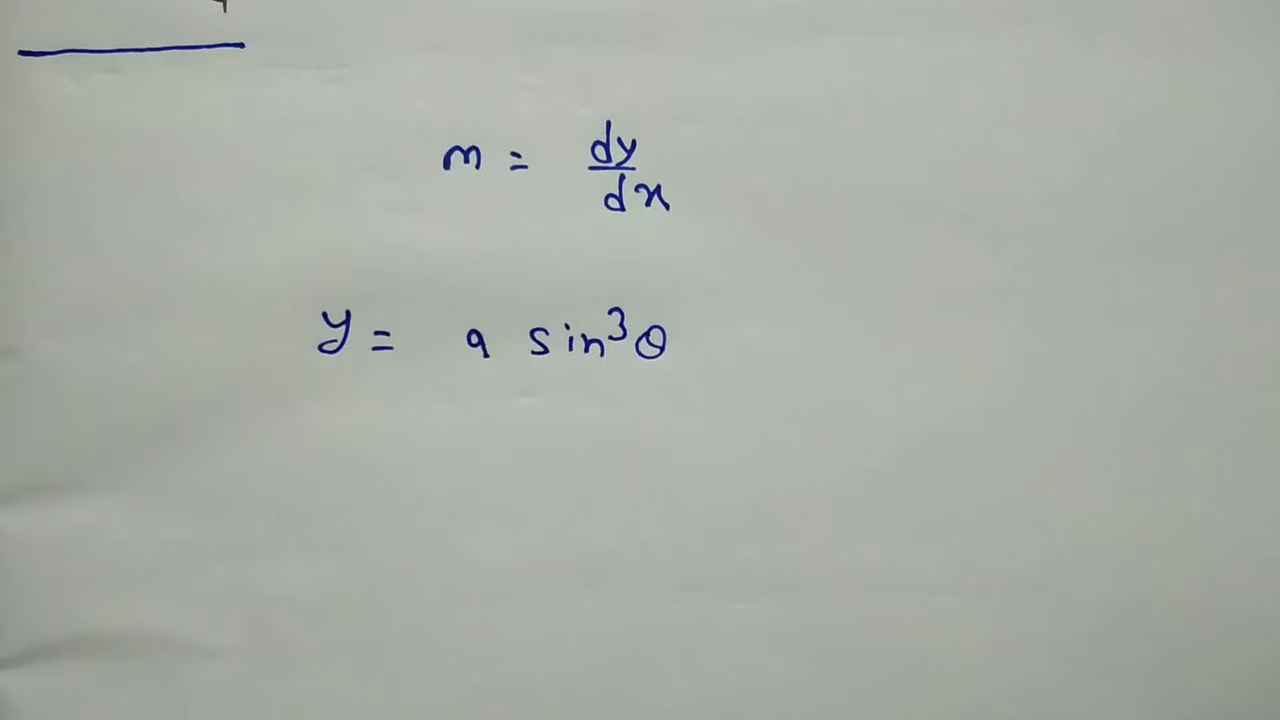 m = dy/dx
y = a sin³θ